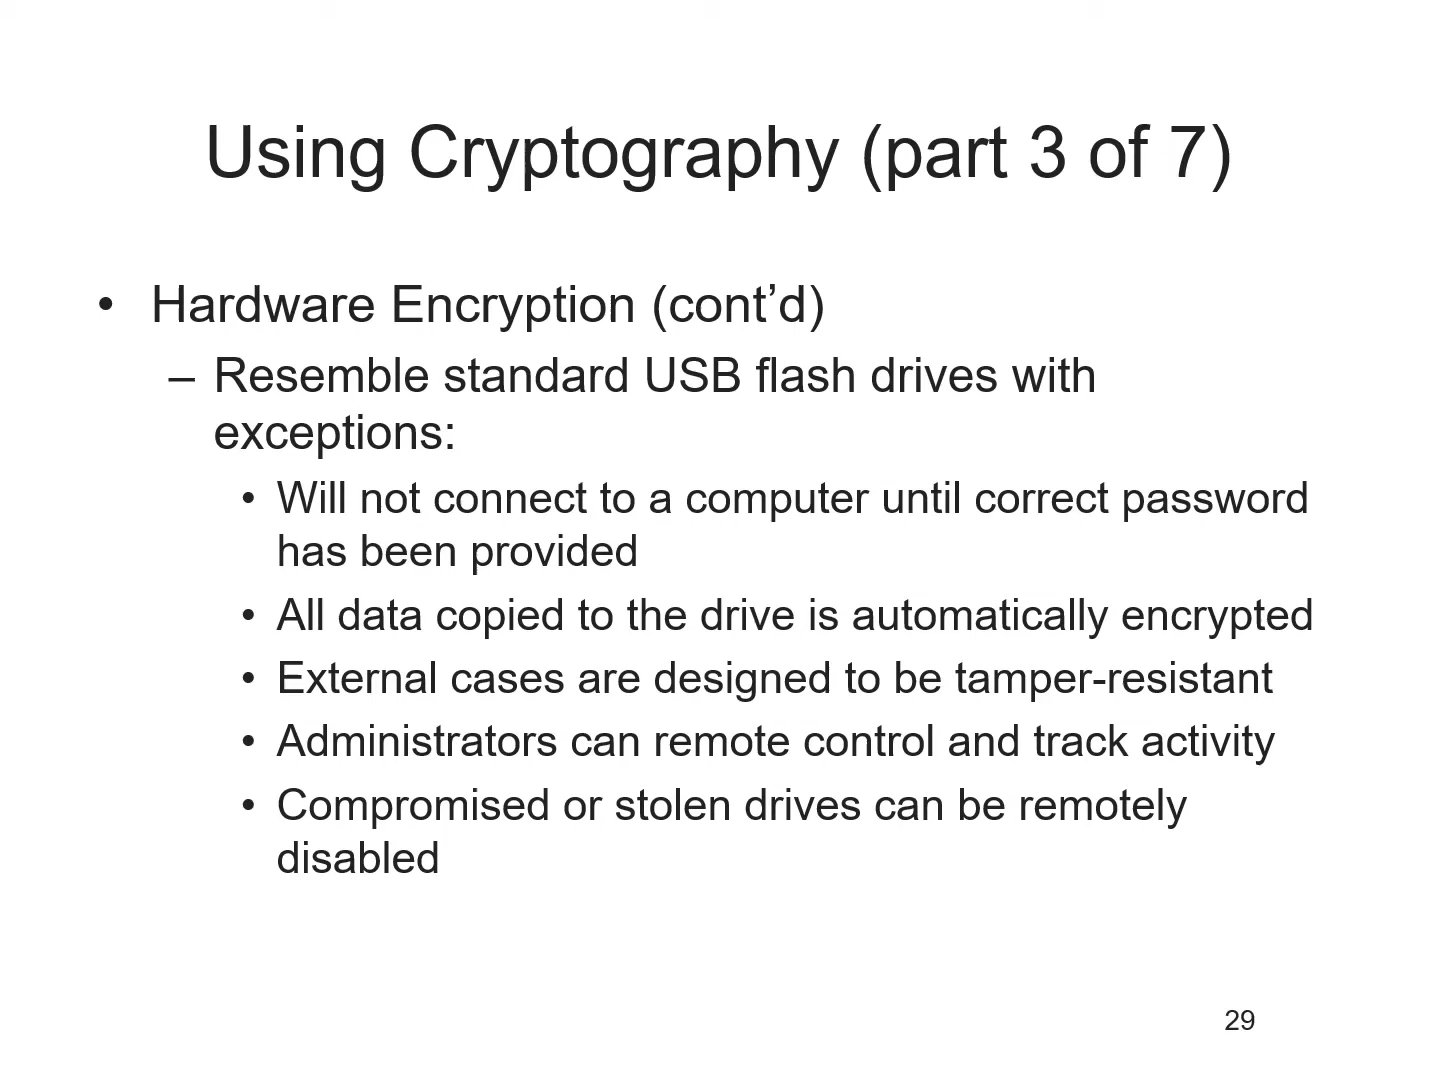 Using Cryptography (part 3 of 7)
• Hardware Encryption (cont’d)
– Resemble standard USB flash drives with
exceptions:
• Will not connect to a computer until correct password
has been provided
• All data copied to the drive is automatically encrypted
• External cases are designed to be tamper-resistant
• Administrators can remote control and track activity
• Compromised or stolen drives can be remotely
disabled
29